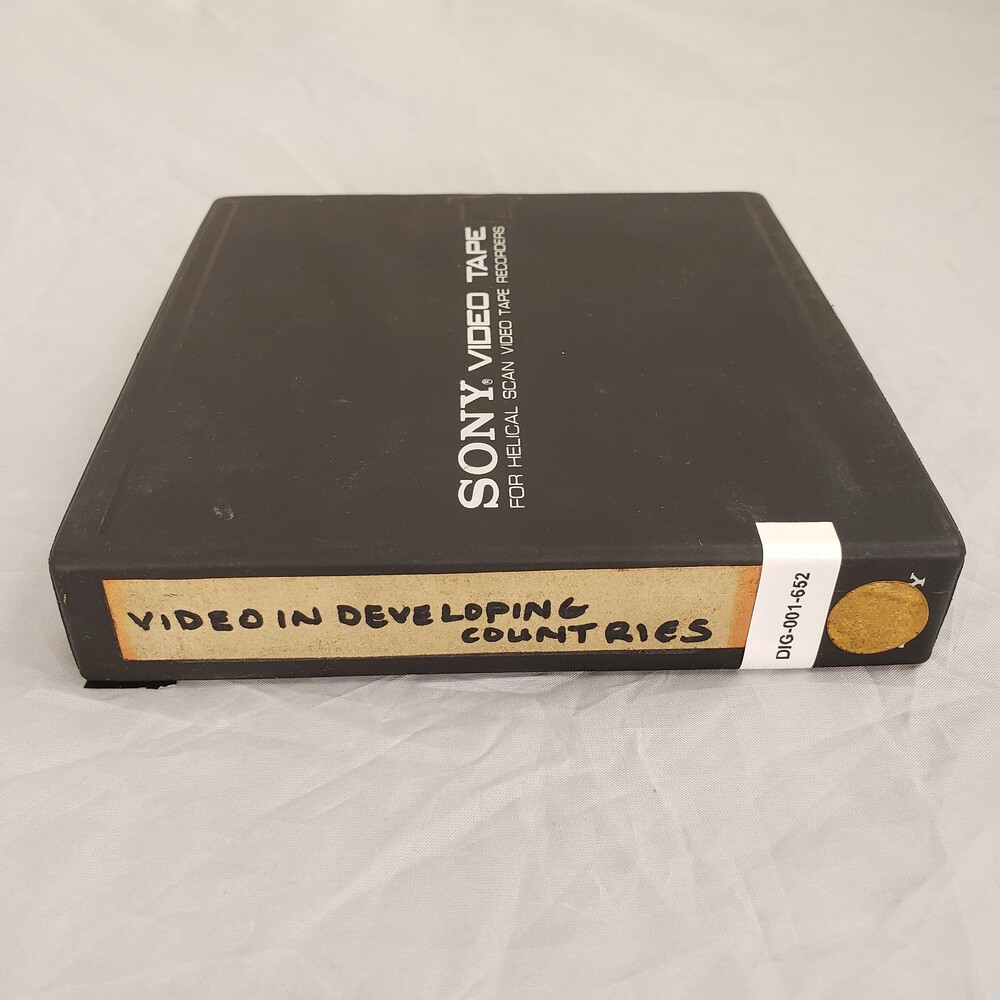 SONY® VIDEO TAPE
FOR HELICAL SCAN VIDEO TAPE RECORDERS
VIDEO IN DEVELOPING
COUNTRIES
DIG-001-652